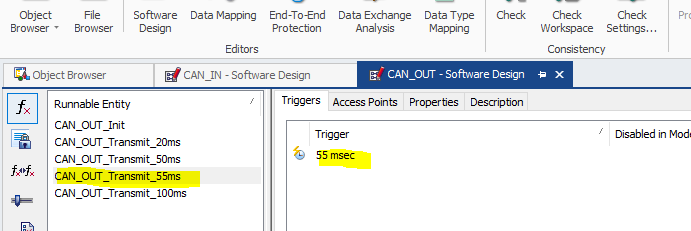 Object
Browser
File
Browser
Software
Design
Data Mapping
End-To-End
Protection
Data Exchange
Analysis
Data Type
Mapping
Check
Check
Workspace
Check
Settings...
Editors
Consistency
Object Browser
CAN_IN - Software Design
CAN_OUT - Software Design
Runnable Entity
CAN_OUT_Init
CAN_OUT_Transmit_20ms
CAN_OUT_Transmit_50ms
CAN_OUT_Transmit_55ms
CAN_OUT_Transmit_100ms
Triggers
Access Points
Properties
Description
Trigger
Disabled in Mode
55 msec